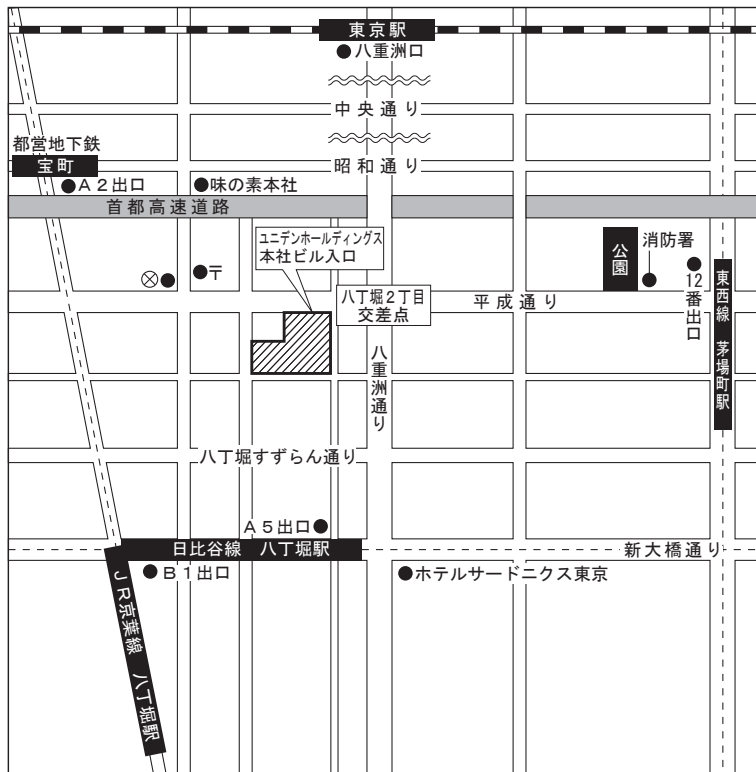 東京駅
八重洲口
中央通り
都営地下鉄
宝町
昭和通り
A2出口
味の素本社
首都高速道路
ユニデンホールディングス
本社ビル入口
公園
消防署
〒
12番出口
東西線 茅場町駅
八丁堀2丁目
交差点
平成通り
八重洲通り
八丁堀すずらん通り
A5出口
日比谷線 八丁堀駅
新大橋通り
B1出口
ホテルサードニクス東京
JR京葉線 八丁堀駅